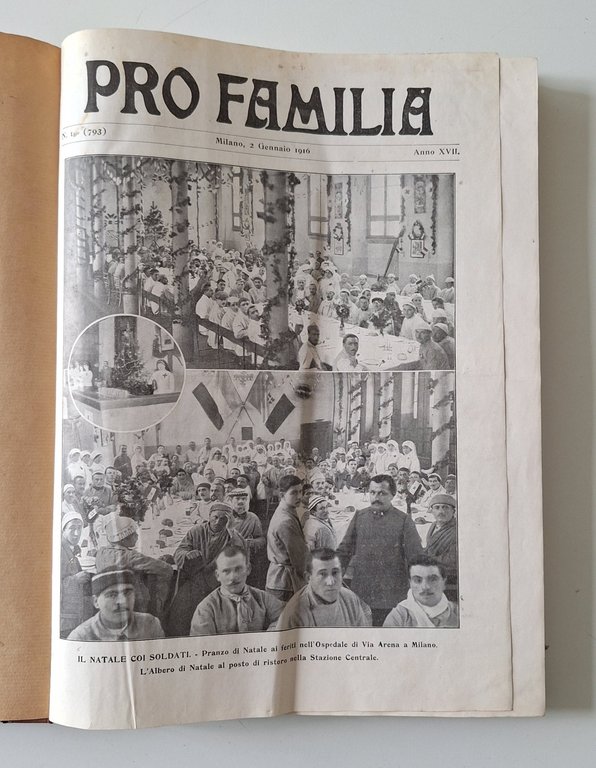 PRO FAMILIA
N. (793)
Milano, 2 Gennaio 1916
Anno XVII.
IL NATALE COI SOLDATI. - Pranzo di Natale ai feriti nell'Ospedale di Via Arena a Milano.
L'Albero di Natale al posto di ristoro nella Stazione Centrale.